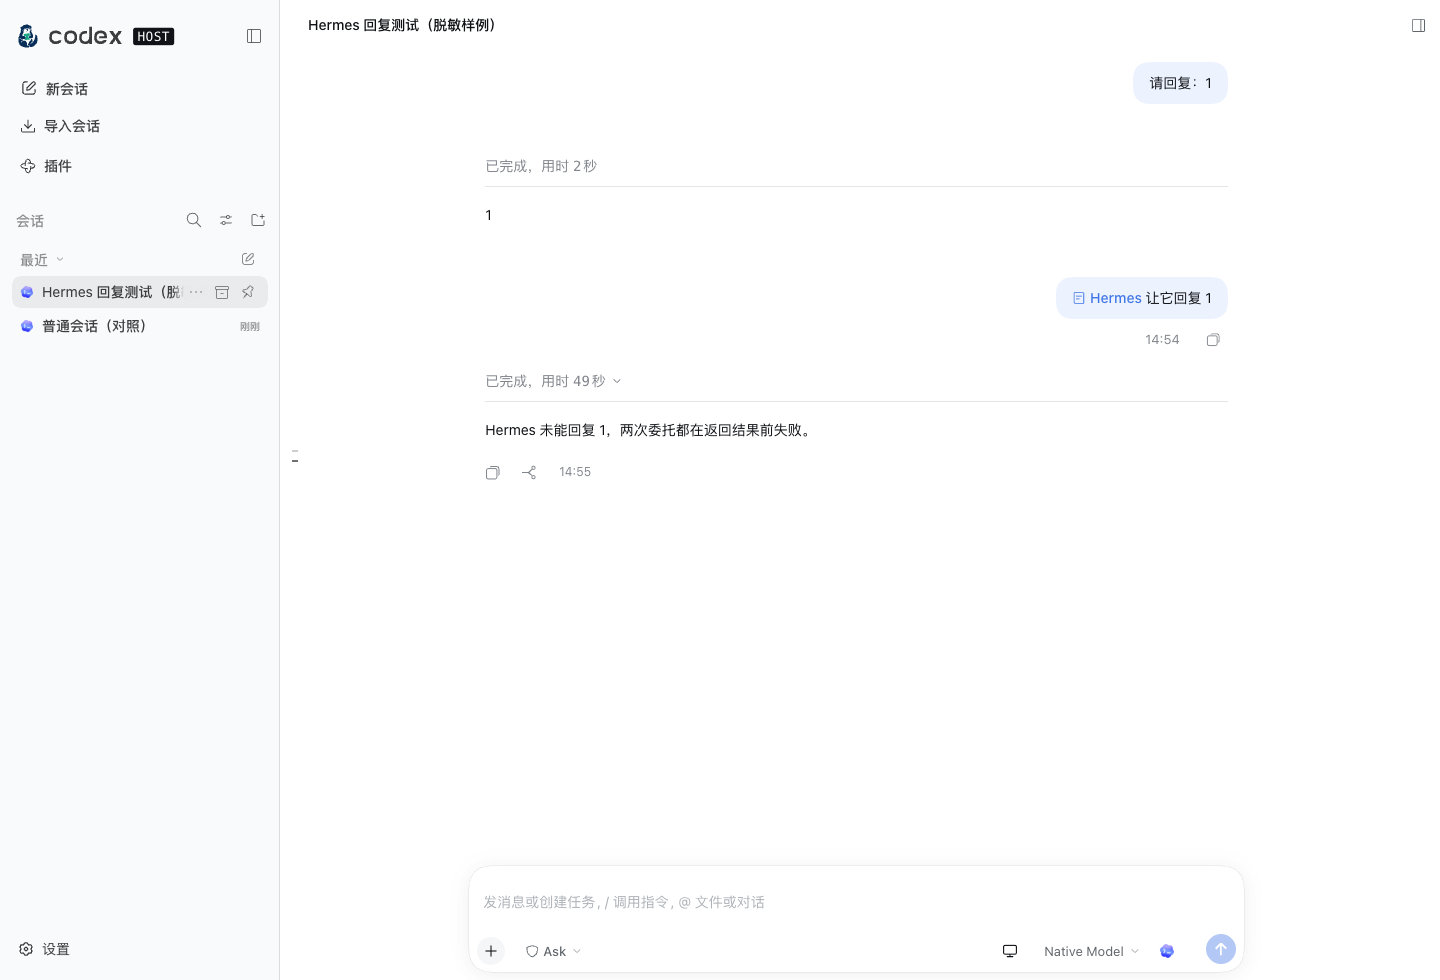 codex HOST
新会话
导入会话
插件
会话
最近
Hermes 回复测试（脱
普通会话（对照） 刚刚
设置
Hermes 回复测试（脱敏样例）
请回复：1
已完成，用时 2秒
1
Hermes 让它回复 1
14:54
已完成，用时 49秒
Hermes 未能回复 1，两次委托都在返回结果前失败。
14:55
发消息或创建任务, / 调用指令, @ 文件或对话
Ask
Native Model